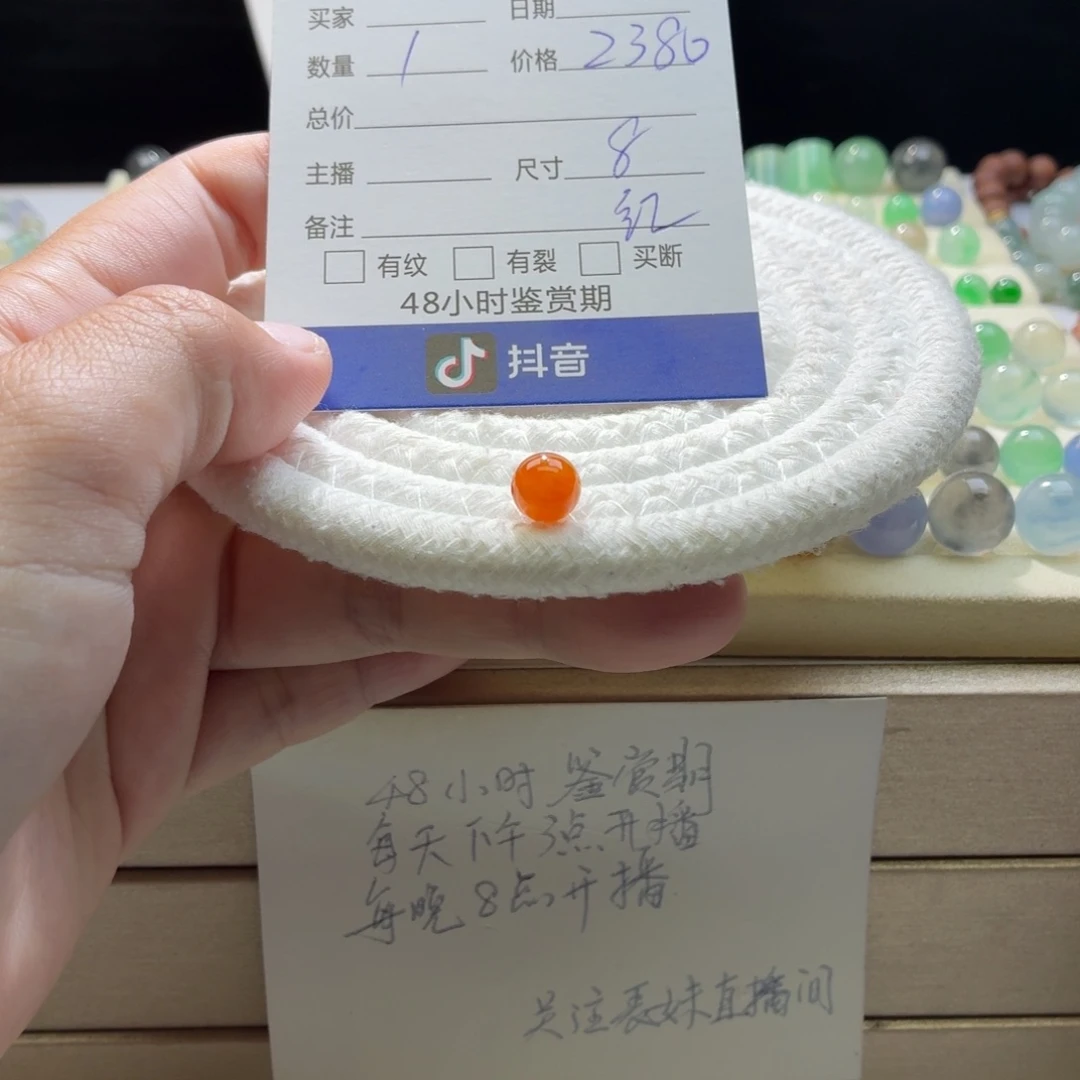 买家 日期
数量 1 价格 2380
总价
主播 尺寸 8
备注 红
有纹 有裂 买断
48小时鉴赏期
抖音
48小时鉴赏期
每天下午3点开播
每晚8点开播
关注表妹直播间